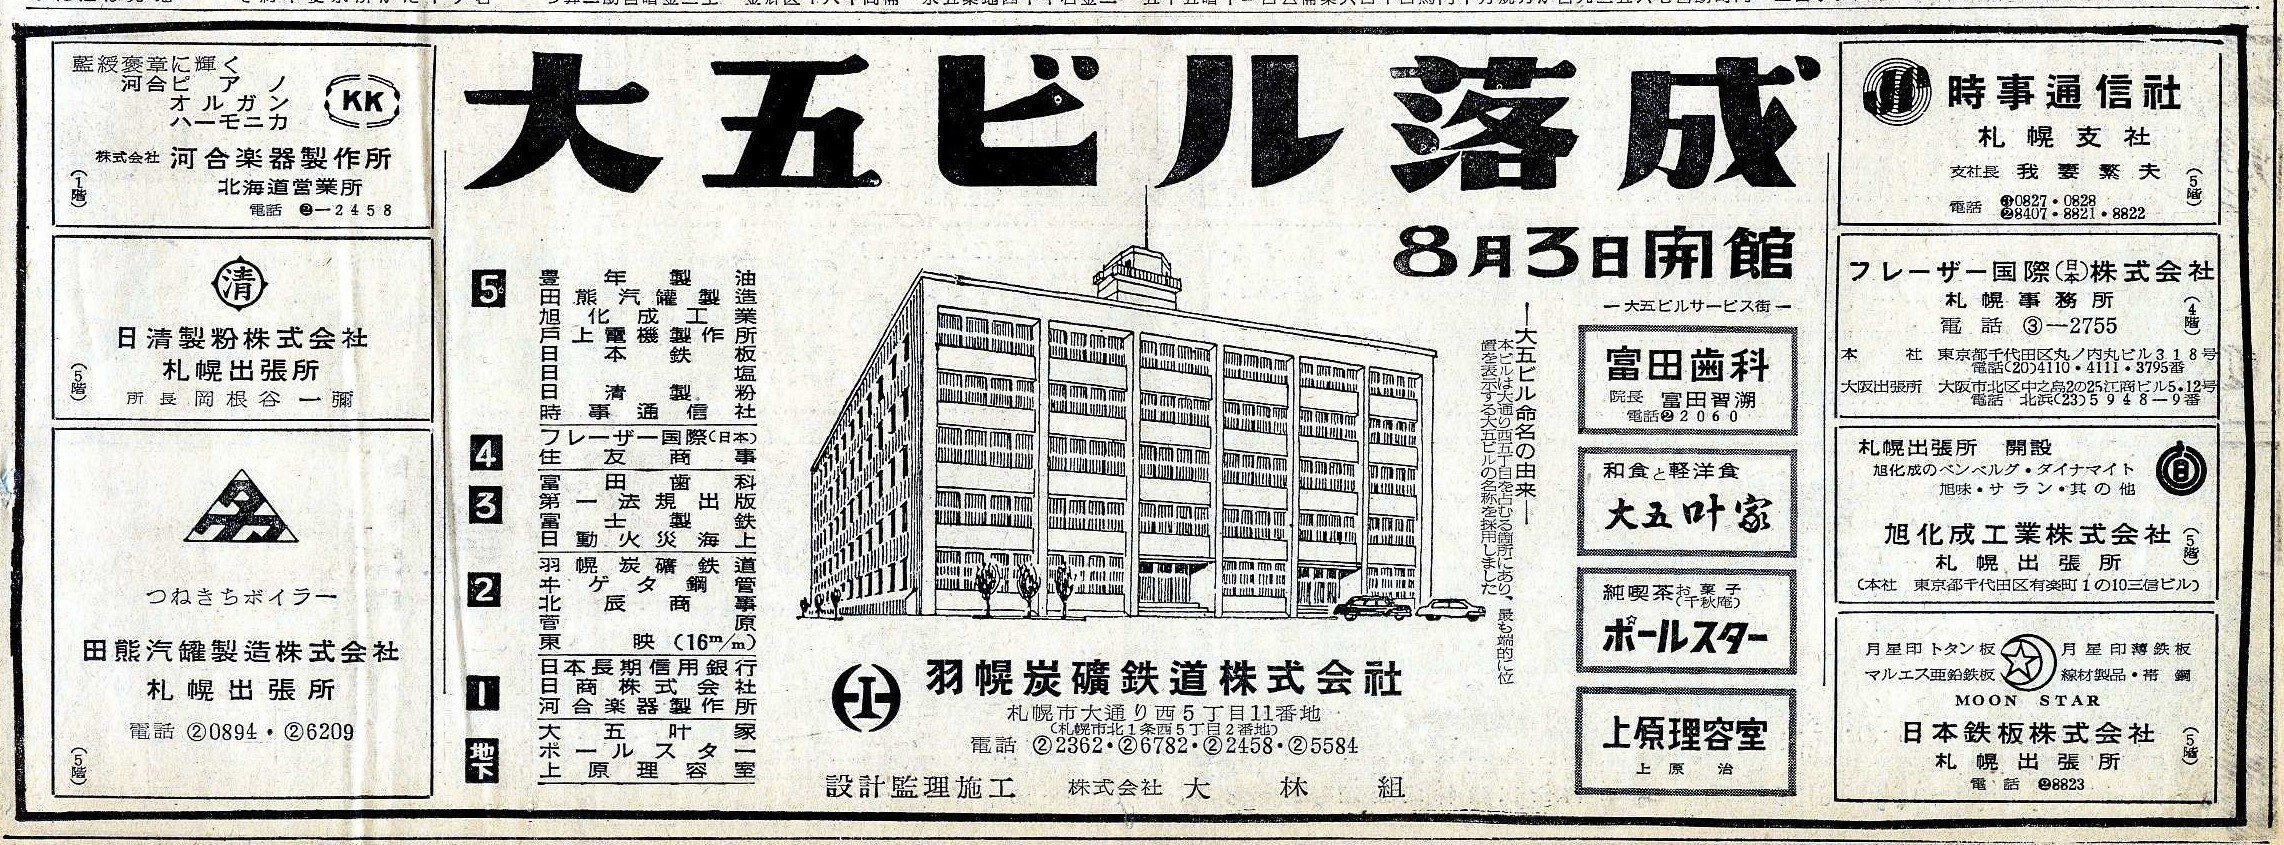 大五ビル落成
8月3日開館
藍綬褒章に輝く
河合ピアノ
オルガン
ハーモニカ
KK
株式会社 河合楽器製作所
北海道営業所
電話 ②―2458
(1階)
清
日清製粉株式会社
札幌出張所
所長 岡根谷一彌
(5階)
つねきちボイラー
田熊汽罐製造株式会社
札幌出張所
電話 ②0894・②6209
(5階)
5
豊年製油
田熊汽罐製造
旭化成工業
戸上電機製作所
日本鉄板
日塩
日清製粉
時事通信社
4
フレーザー国際(日本)
住友商事
3
富田歯科
第一法規出版
富士製鉄
日動火災海上
2
羽幌炭礦鉄道
ヰゲタ鋼管
北辰商事
菅原
東映(16m/m)
1
日本長期信用銀行
日商株式会社
河合楽器製作所
地下
大五叶家
ポールスター
上原理容室
―大五ビル命名の由来―
本ビルは大通り西五丁目を占むる箇所にあり、最も端的に位
置を表示する大五ビルの名称を採用しました
羽幌炭礦鉄道株式会社
札幌市大通り西5丁目11番地
(札幌市北1条西5丁目2番地)
電話 ②2362・②6782・②2458・②5584
設計監理施工 株式会社 大林組
―大五ビルサービス街―
富田歯科
院長 富田智溯
電話②2060
和食と軽洋食
大五叶家
純喫茶 お菓子(千秋庵)
ポールスター
上原理容室
上原治
時事通信社
札幌支社
支社長 我妻繁夫
電話 ③0827・0828
②8407・8821・8822
(5階)
フレーザー国際(日本)株式会社
札幌事務所
電話 ③―2755
(4階)
本社 東京都千代田区丸ノ内丸ビル318号
電話(20)4110・4111・3795番
大阪出張所 大阪市北区中之島2の25江商ビル5・12号
電話 北浜(23)5948―9番
札幌出張所 開設
旭化成のベンベルグ・ダイナマイト
旭味・サラン・其の他
旭化成工業株式会社
札幌出張所
(5階)
(本社 東京都千代田区有楽町1の10三信ビル)
月星印トタン板
マルエス亜鉛鉄板
月星印薄鉄板
線材製品・帯鋼
MOON STAR
日本鉄板株式会社
札幌出張所
電話 ②8823
(5階)